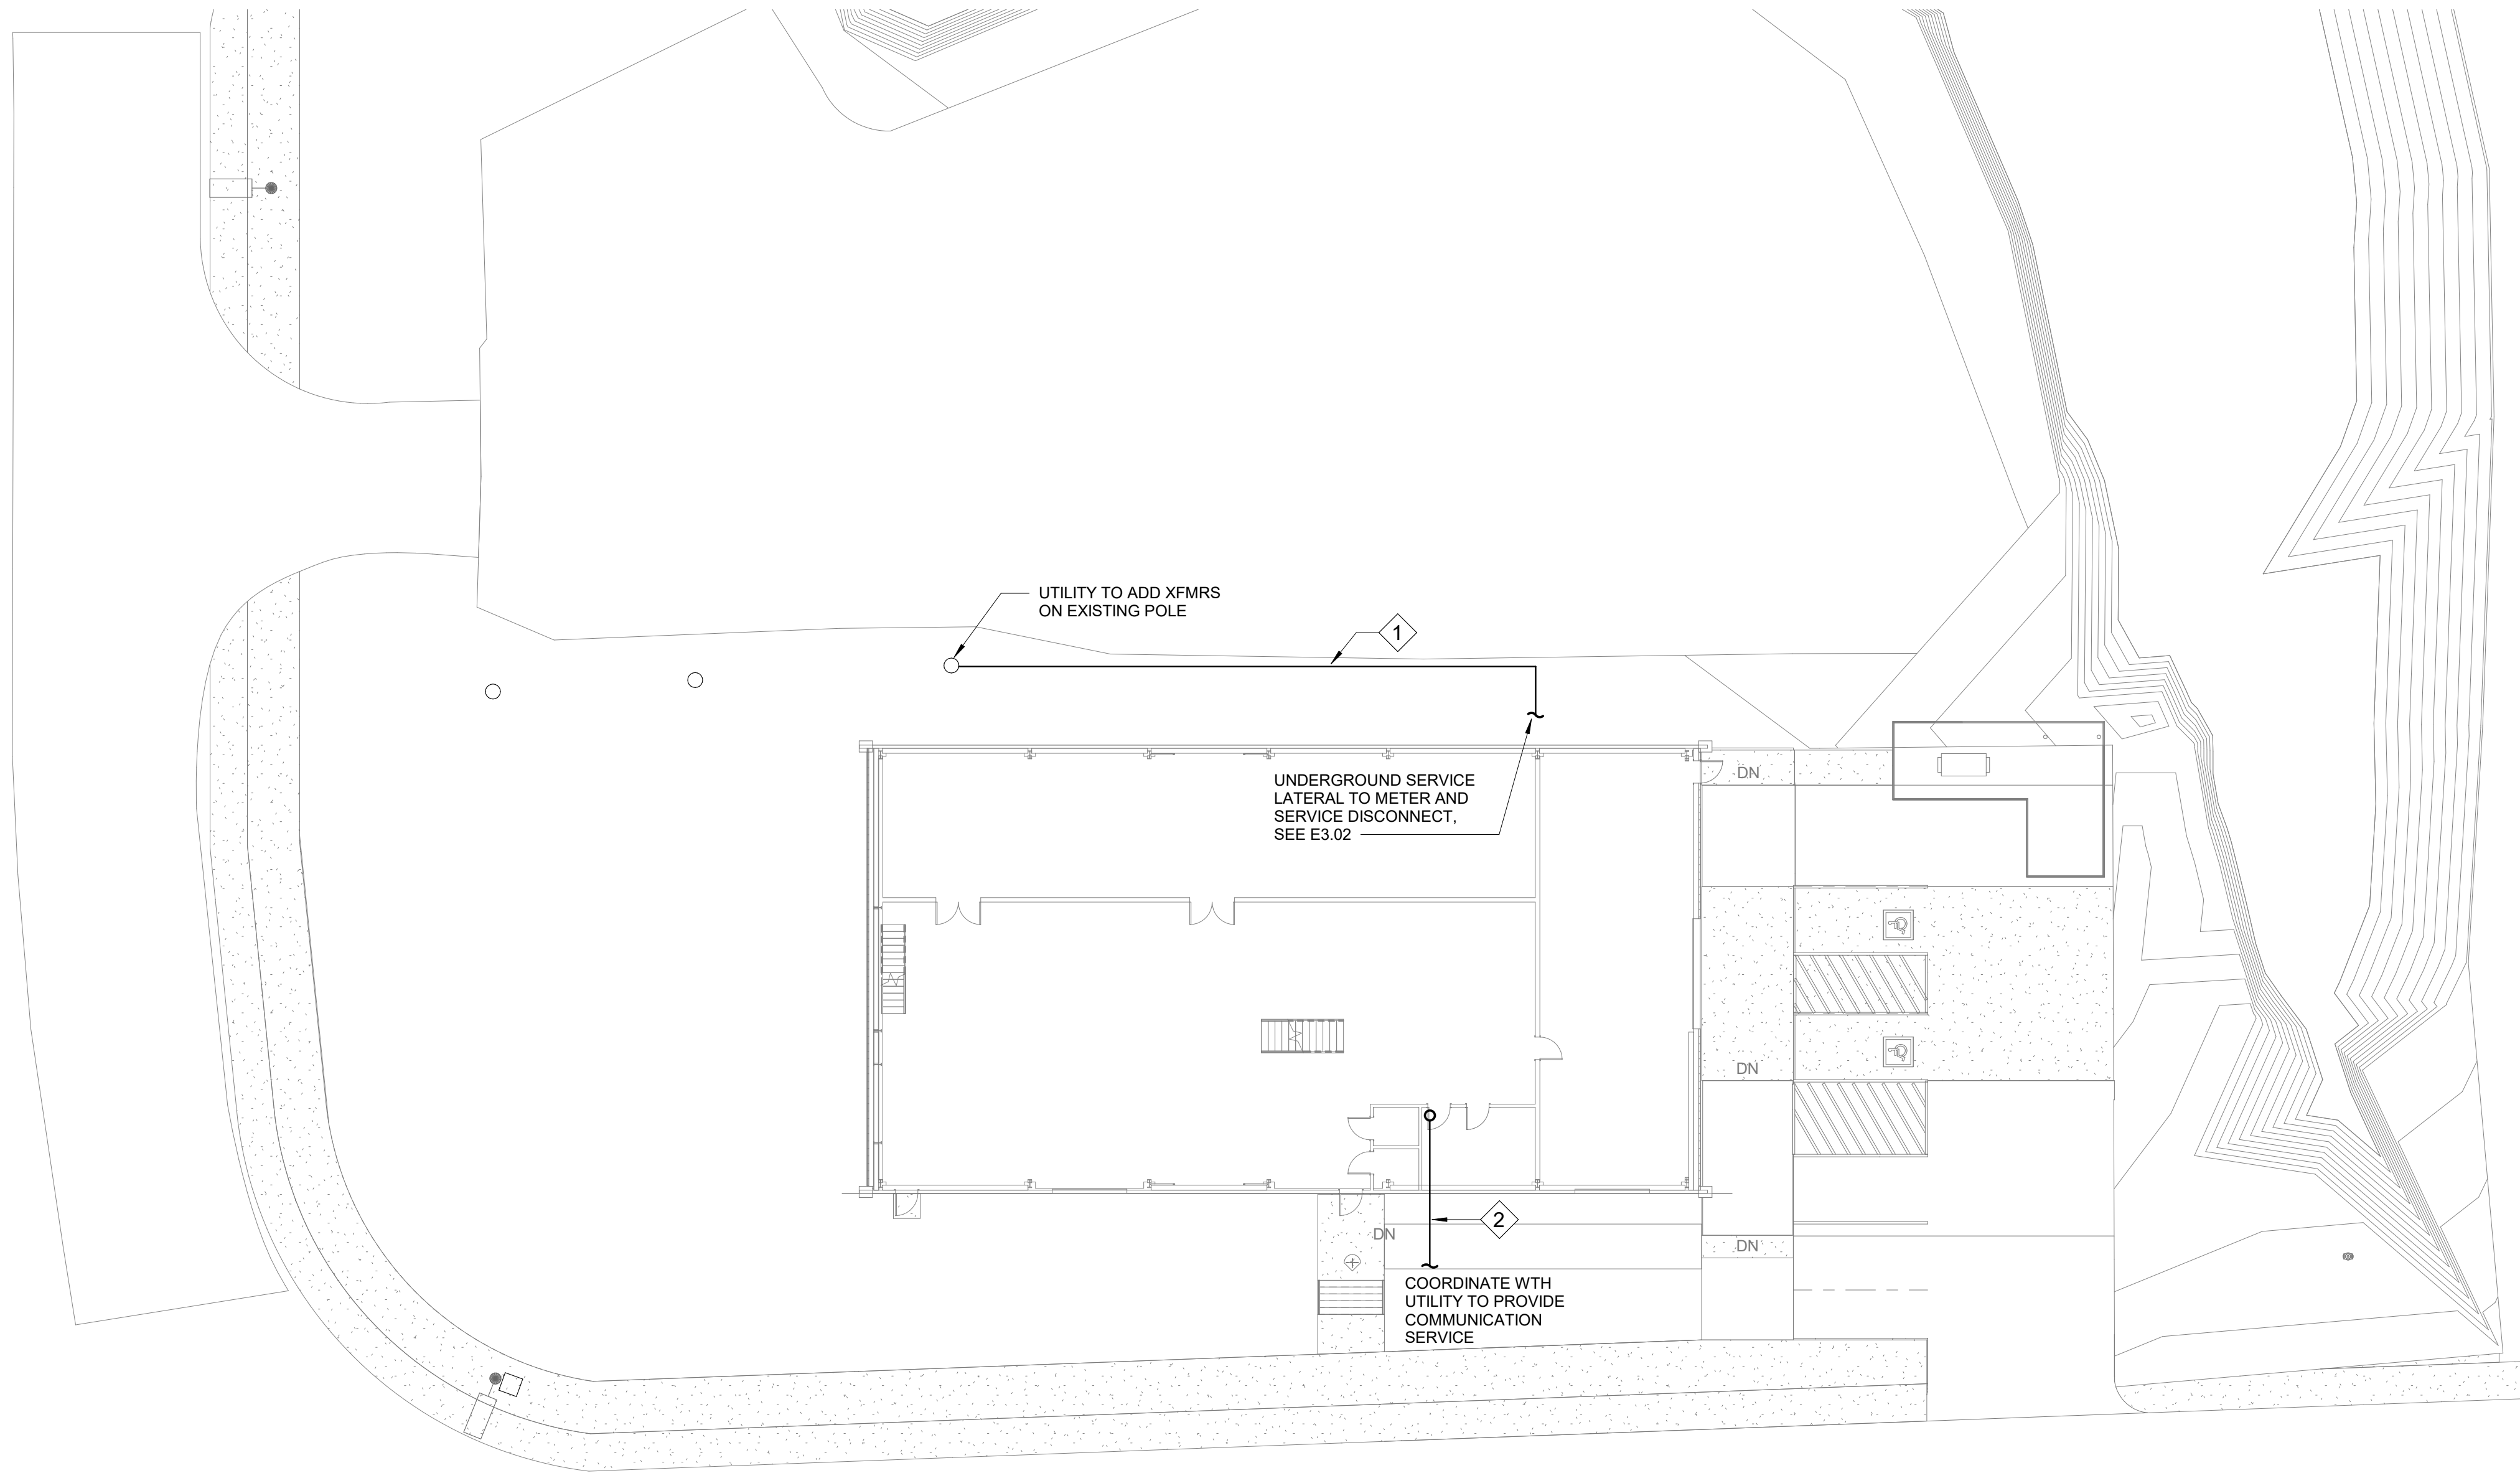 UTILITY TO ADD XFMRS
ON EXISTING POLE
1
UNDERGROUND SERVICE
LATERAL TO METER AND
SERVICE DISCONNECT,
SEE E3.02
DN
DN
2
DN
DN
COORDINATE WTH
UTILITY TO PROVIDE
COMMUNICATION
SERVICE